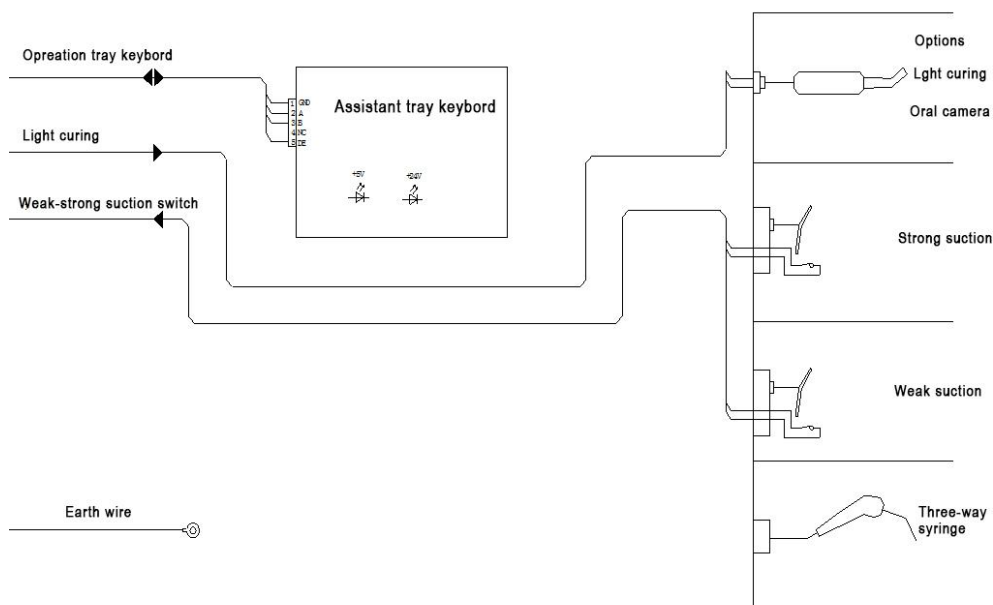 Opreation tray keybord
Light curing
Weak-strong suction switch
1 GND
2 A
3 B
4 NC
5 DE
Assistant tray keybord
+5V
+24V
Options
Lght curing
Oral camera
Strong suction
Weak suction
Three-way
syringe
Earth wire